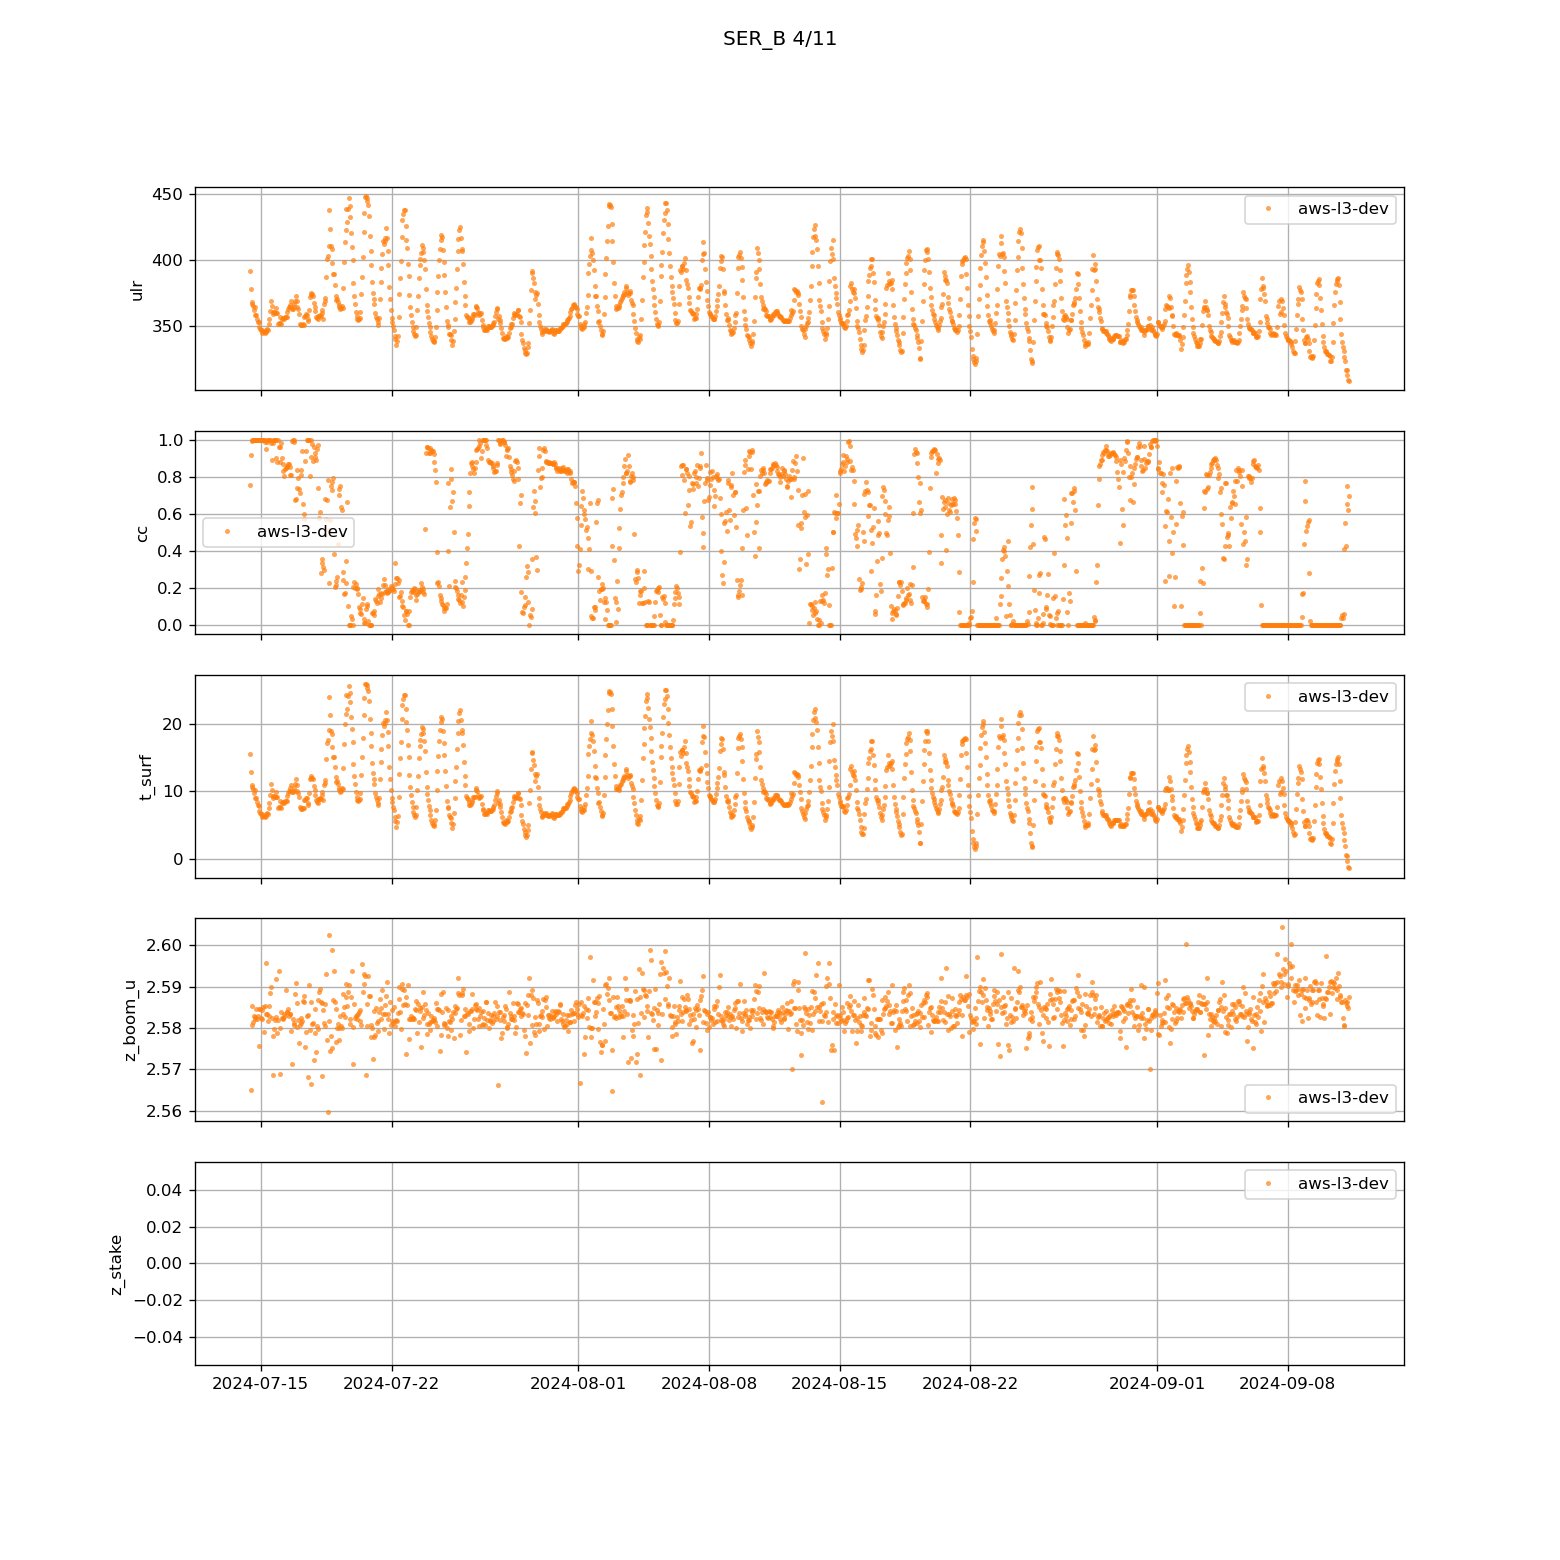 SER_B 4/11
450
400
350
ulr
aws-l3-dev
1.0
0.8
0.6
0.4
0.2
0.0
cc
aws-l3-dev
20
10
0
t_surf
aws-l3-dev
2.60
2.59
2.58
2.57
2.56
z_boom_u
aws-l3-dev
0.04
0.02
0.00
−0.02
−0.04
z_stake
aws-l3-dev
2024-07-15 2024-07-22 2024-08-01 2024-08-08 2024-08-15 2024-08-22 2024-09-01 2024-09-08